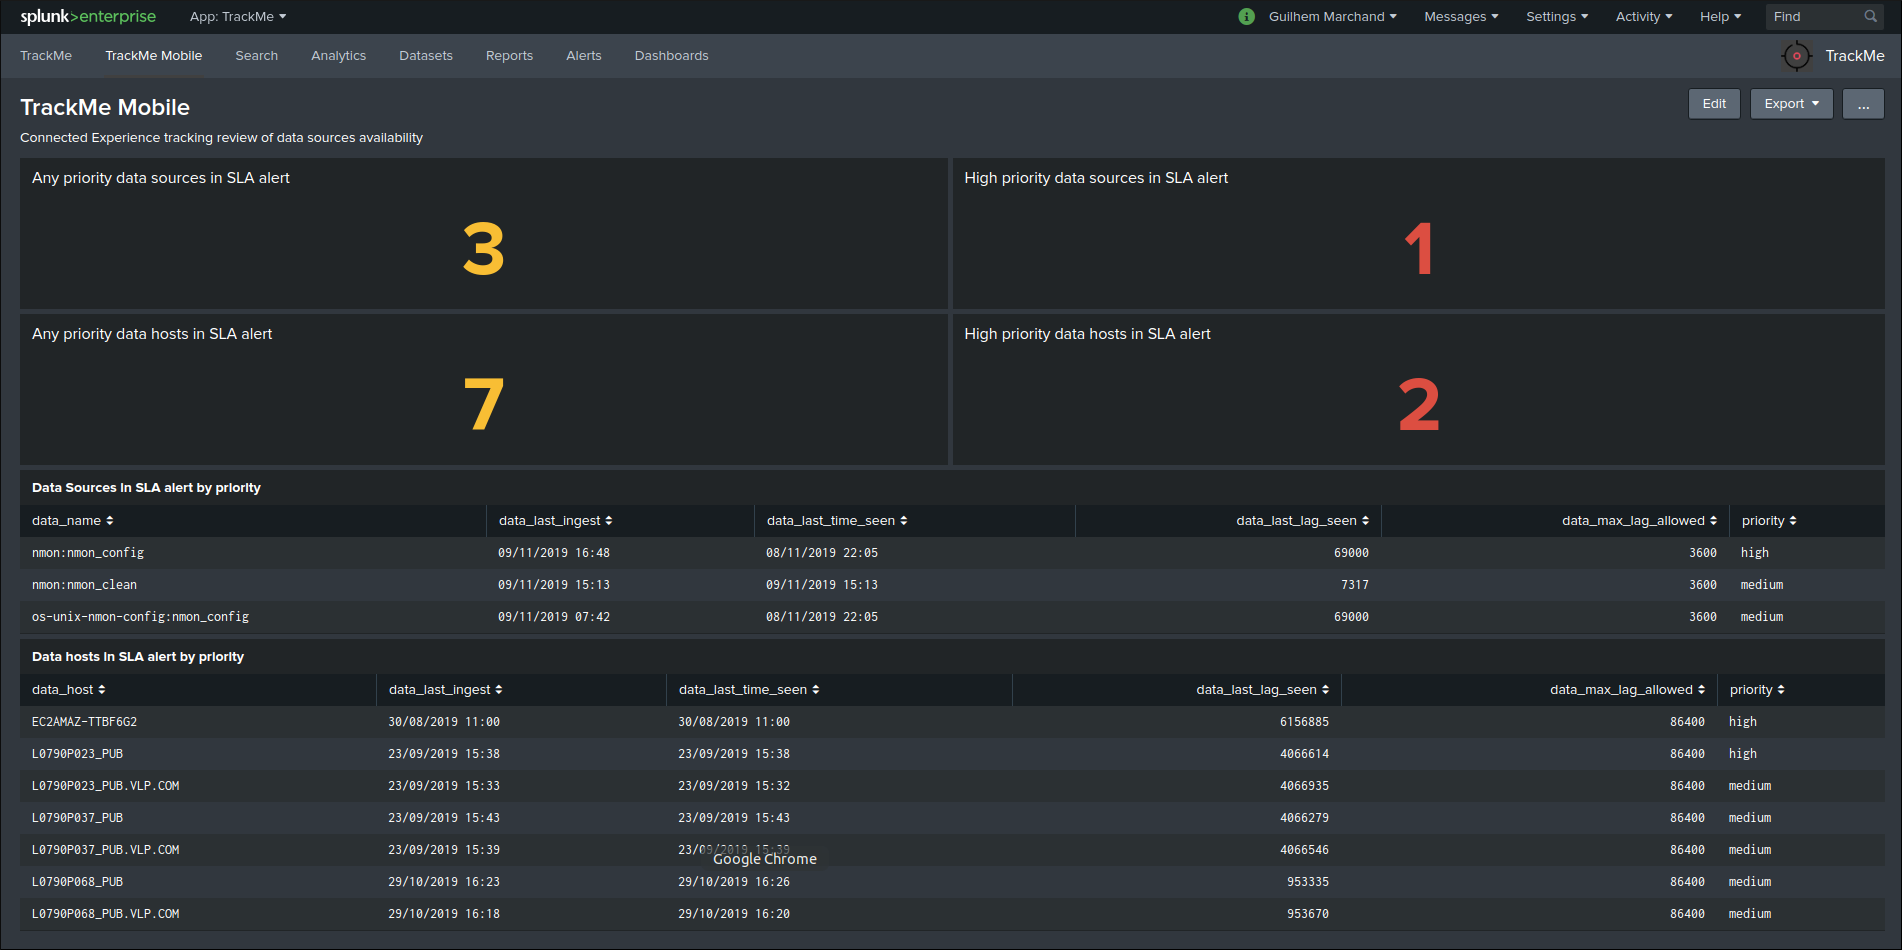 splunk>enterprise App: TrackMe i Guilhem Marchand Messages Settings Activity Help Find
TrackMe TrackMe Mobile Search Analytics Datasets Reports Alerts Dashboards TrackMe
TrackMe Mobile Edit Export ...
Connected Experience tracking review of data sources availability
Any priority data sources in SLA alert High priority data sources in SLA alert
3 1
Any priority data hosts in SLA alert High priority data hosts in SLA alert
7 2
Data Sources in SLA alert by priority
data_name data_last_ingest data_last_time_seen data_last_lag_seen data_max_lag_allowed priority
nmon:nmon_config 09/11/2019 16:48 08/11/2019 22:05 69000 3600 high
nmon:nmon_clean 09/11/2019 15:13 09/11/2019 15:13 7317 3600 medium
os-unix-nmon-config:nmon_config 09/11/2019 07:42 08/11/2019 22:05 69000 3600 medium
Data hosts in SLA alert by priority
data_host data_last_ingest data_last_time_seen data_last_lag_seen data_max_lag_allowed priority
EC2AMAZ-TTBF6G2 30/08/2019 11:00 30/08/2019 11:00 6156885 86400 high
L0790P023_PUB 23/09/2019 15:38 23/09/2019 15:38 4066614 86400 high
L0790P023_PUB.VLP.COM 23/09/2019 15:33 23/09/2019 15:32 4066935 86400 medium
L0790P037_PUB 23/09/2019 15:43 23/09/2019 15:43 4066279 86400 medium
L0790P037_PUB.VLP.COM 23/09/2019 15:39 23/09/2019 15:39 4066546 86400 medium
Google Chrome
L0790P068_PUB 29/10/2019 16:23 29/10/2019 16:26 953335 86400 medium
L0790P068_PUB.VLP.COM 29/10/2019 16:18 29/10/2019 16:20 953670 86400 medium